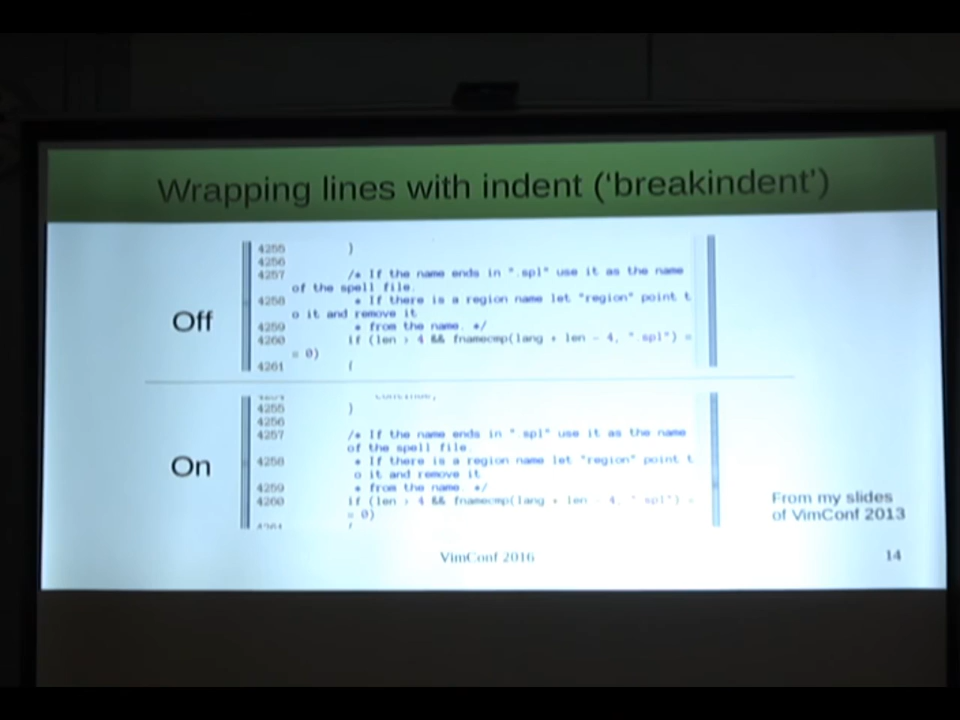 Wrapping lines with indent ('breakindent')
Off
4255 }
4256
4257 /* If the name ends in ".spl" use it as the name
of the spell file.
4258 * If there is a region name let "region" point t
o it and remove it
4259 * from the name. */
4260 if (len > 4 && fnamecmp(lang + len - 4, ".spl") =
= 0)
4261 {
On
continue;
4255 }
4256
4257 /* If the name ends in ".spl" use it as the name
of the spell file.
4258 * If there is a region name let "region" point t
o it and remove it
4259 * from the name. */
4260 if (len > 4 && fnamecmp(lang + len - 4, ".spl") =
= 0)
4261 {
From my slides
of VimConf 2013
VimConf 2016
14